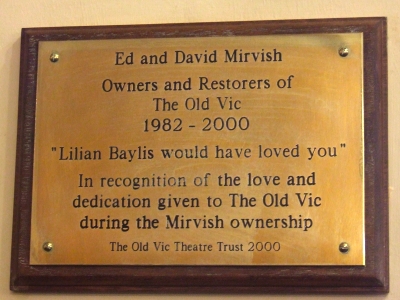 Ed and David Mirvish
Owners and Restorers of
The Old Vic
1982 - 2000
"Lilian Baylis would have loved you"
In recognition of the love and
dedication given to The Old Vic
during the Mirvish ownership
The Old Vic Theatre Trust 2000